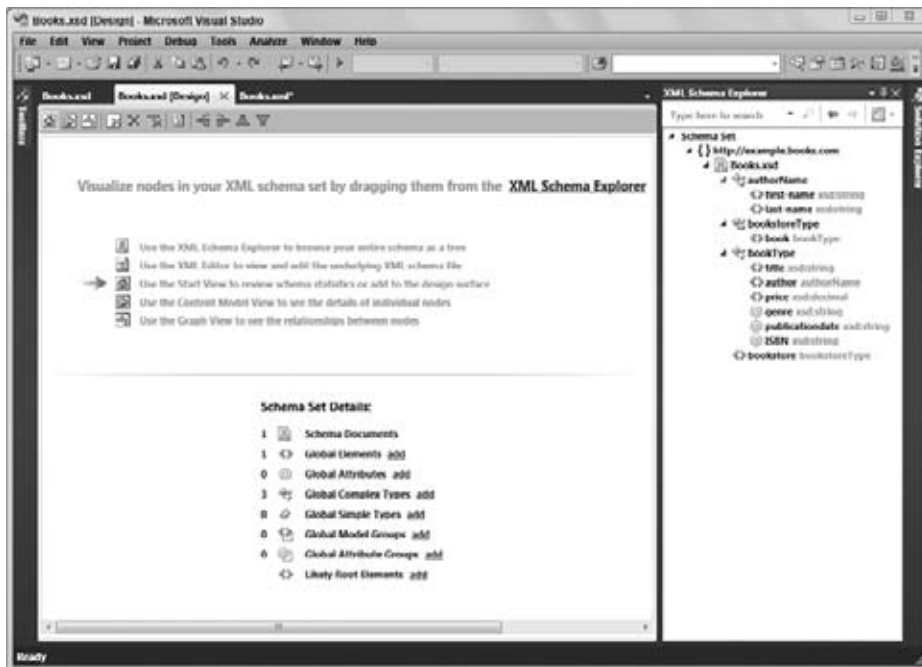 Books.xsd [Design] - Microsoft Visual Studio
File Edit View Project Debug Tools Analyze Window Help
Books.xsd Books.xsd [Design] Books.xsd*
Toolbox
Visualize nodes in your XML schema set by dragging them from the XML Schema Explorer
Use the XML Schema Explorer to browse your entire schema as a tree
Use the XML Editor to view and edit the underlying XML schema file
Use the Start View to review schema statistics or add to the design surface
Use the Content Model View to see the details of individual nodes
Use the Graph View to see the relationships between nodes
Schema Set Details:
1 Schema Documents
1 Global Elements add
0 Global Attributes add
3 Global Complex Types add
0 Global Simple Types add
0 Global Model Groups add
0 Global Attribute Groups add
Likely Root Elements add
XML Schema Explorer
Type here to search
Schema Set
{ } http://example.books.com
Books.xsd
authorName
first-name xsd:string
last-name xsd:string
bookstoreType
book bookType
bookType
title xsd:string
author authorName
price xsd:decimal
genre xsd:string
publicationdate xsd:string
ISBN xsd:string
bookstore bookstoreType
Solution Explorer
Ready